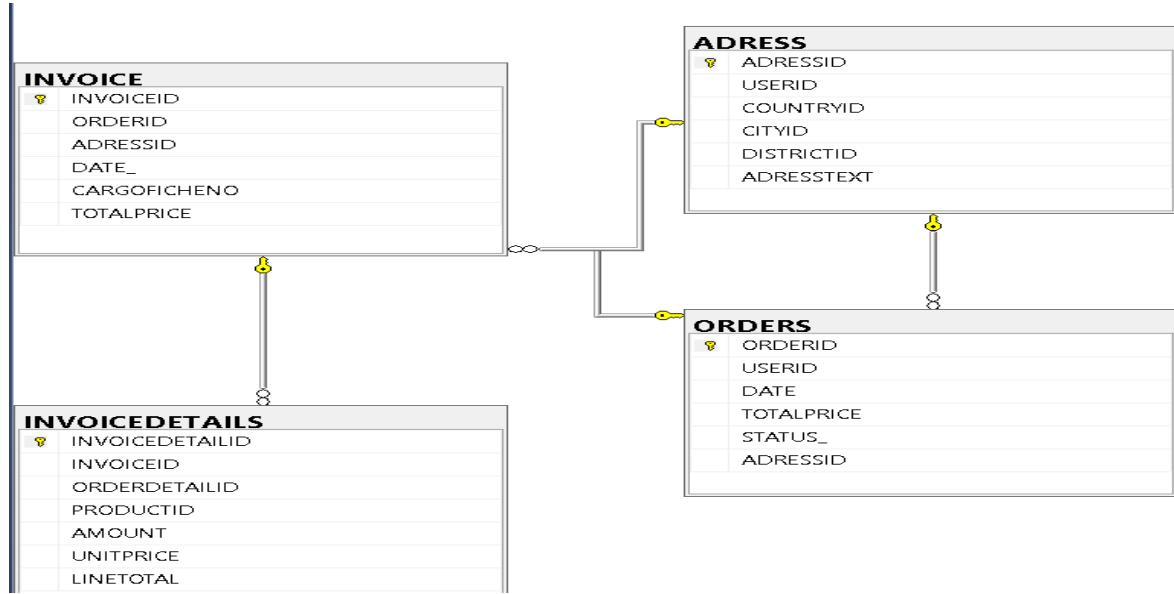 INVOICE
INVOICEID
ORDERID
ADRESSID
DATE_
CARGOFICHENO
TOTALPRICE
INVOICEDETAILS
INVOICEDETAILID
INVOICEID
ORDERDETAILID
PRODUCTID
AMOUNT
UNITPRICE
LINETOTAL
ADRESS
ADRESSID
USERID
COUNTRYID
CITYID
DISTRICTID
ADRESSTEXT
ORDERS
ORDERID
USERID
DATE
TOTALPRICE
STATUS_
ADRESSID